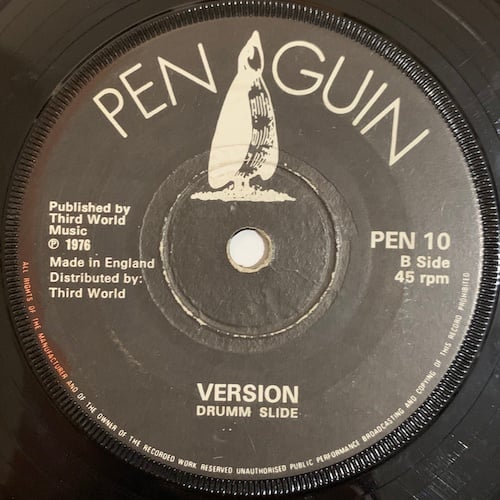 PENGUIN
Published by
Third World
Music
℗ 1976
Made in England
Distributed by:
Third World
PEN 10
B Side
45 rpm
VERSION
DRUMM SLIDE
ALL RIGHTS OF THE MANUFACTURER AND OF THE OWNER OF THE RECORDED WORK RESERVED UNAUTHORISED PUBLIC PERFORMANCE BROADCASTING AND COPYING OF THIS RECORD PROHIBITED